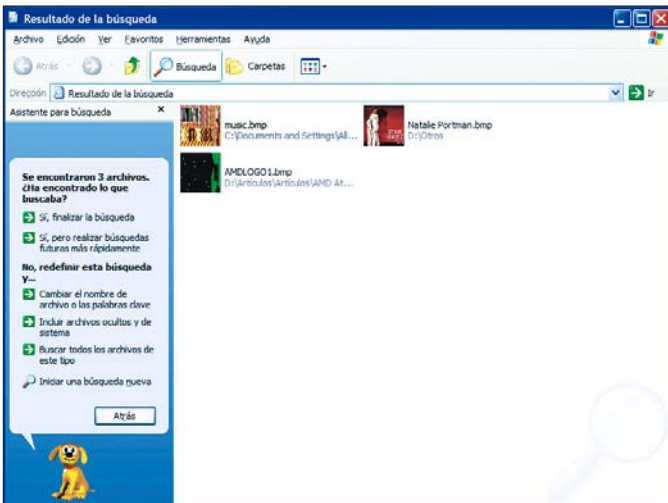 Resultado de la búsqueda
Archivo Edición Ver Favoritos Herramientas Ayuda
Atrás Búsqueda Carpetas
Dirección Resultado de la búsqueda Ir
Asistente para búsqueda
music.bmp
C:\Documents and Settings\All...
Natalie Portman.bmp
D:\Otros
AMDLOGO1.bmp
D:\Artículos\Artículos\AMD At...
Se encontraron 3 archivos.
¿Ha encontrado lo que
buscaba?
Sí, finalizar la búsqueda
Sí, pero realizar búsquedas
futuras más rápidamente
No, redefinir esta búsqueda
y...
Cambiar el nombre de
archivo o las palabras clave
Incluir archivos ocultos y de
sistema
Buscar todos los archivos de
este tipo
Iniciar una búsqueda nueva
Atrás